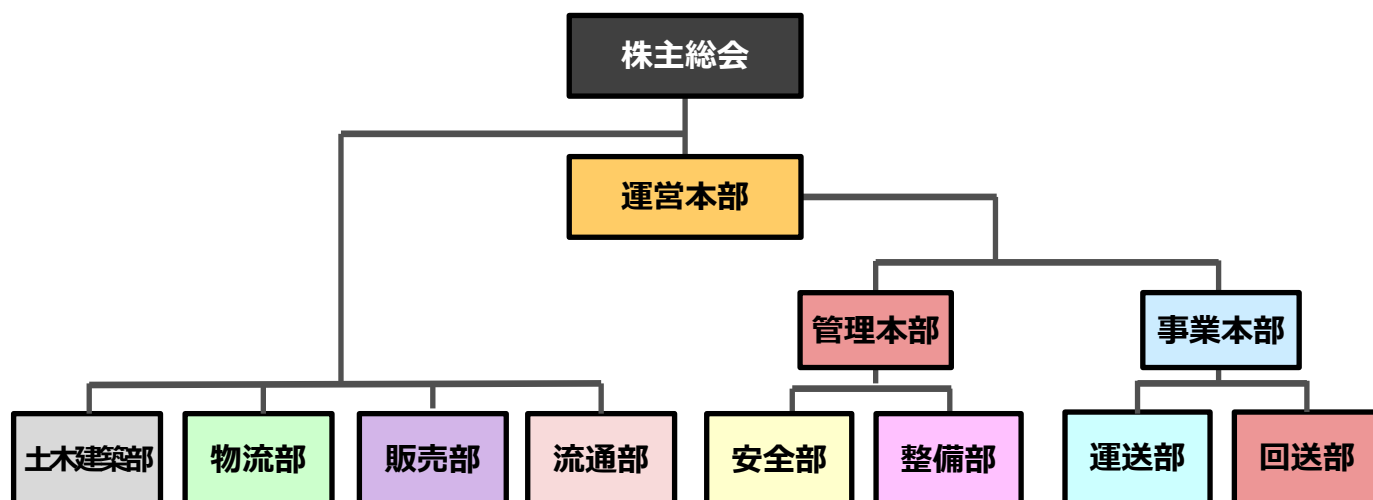 株主総会
運営本部
管理本部
事業本部
土木建築部
物流部
販売部
流通部
安全部
整備部
運送部
回送部